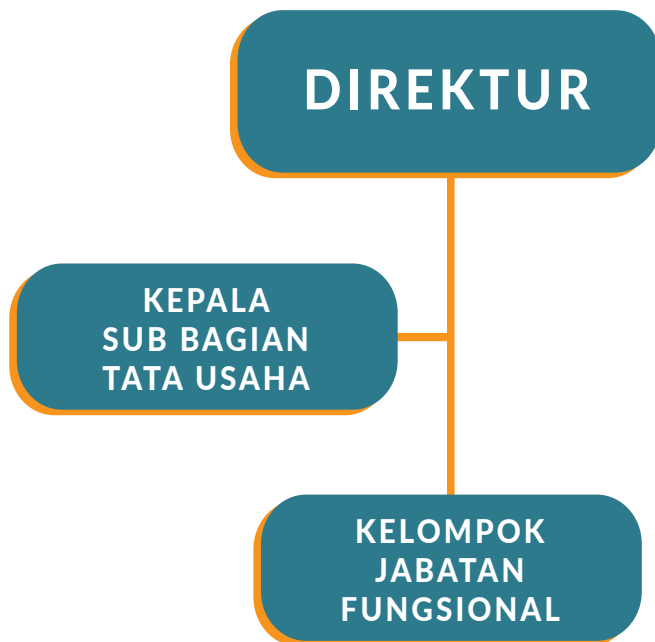 DIREKTUR
KEPALA
SUB BAGIAN
TATA USAHA
KELOMPOK
JABATAN
FUNGSIONAL